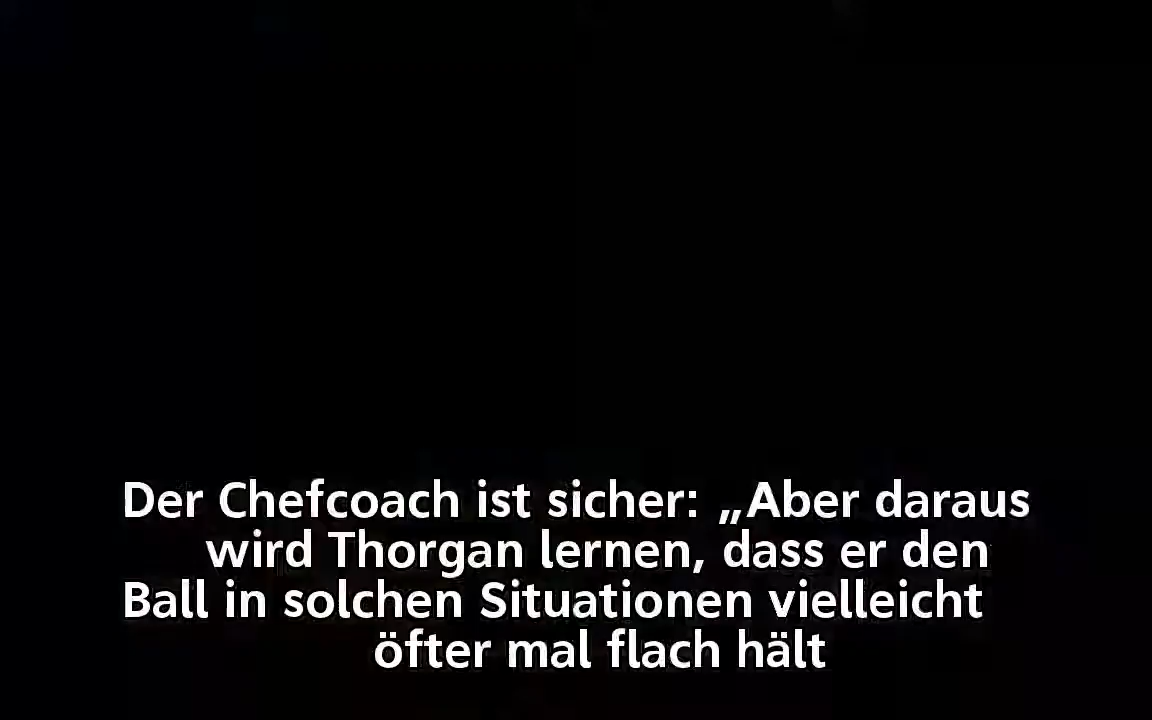 Der Chefcoach ist sicher: „Aber daraus
wird Thorgan lernen, dass er den
Ball in solchen Situationen vielleicht
öfter mal flach hält